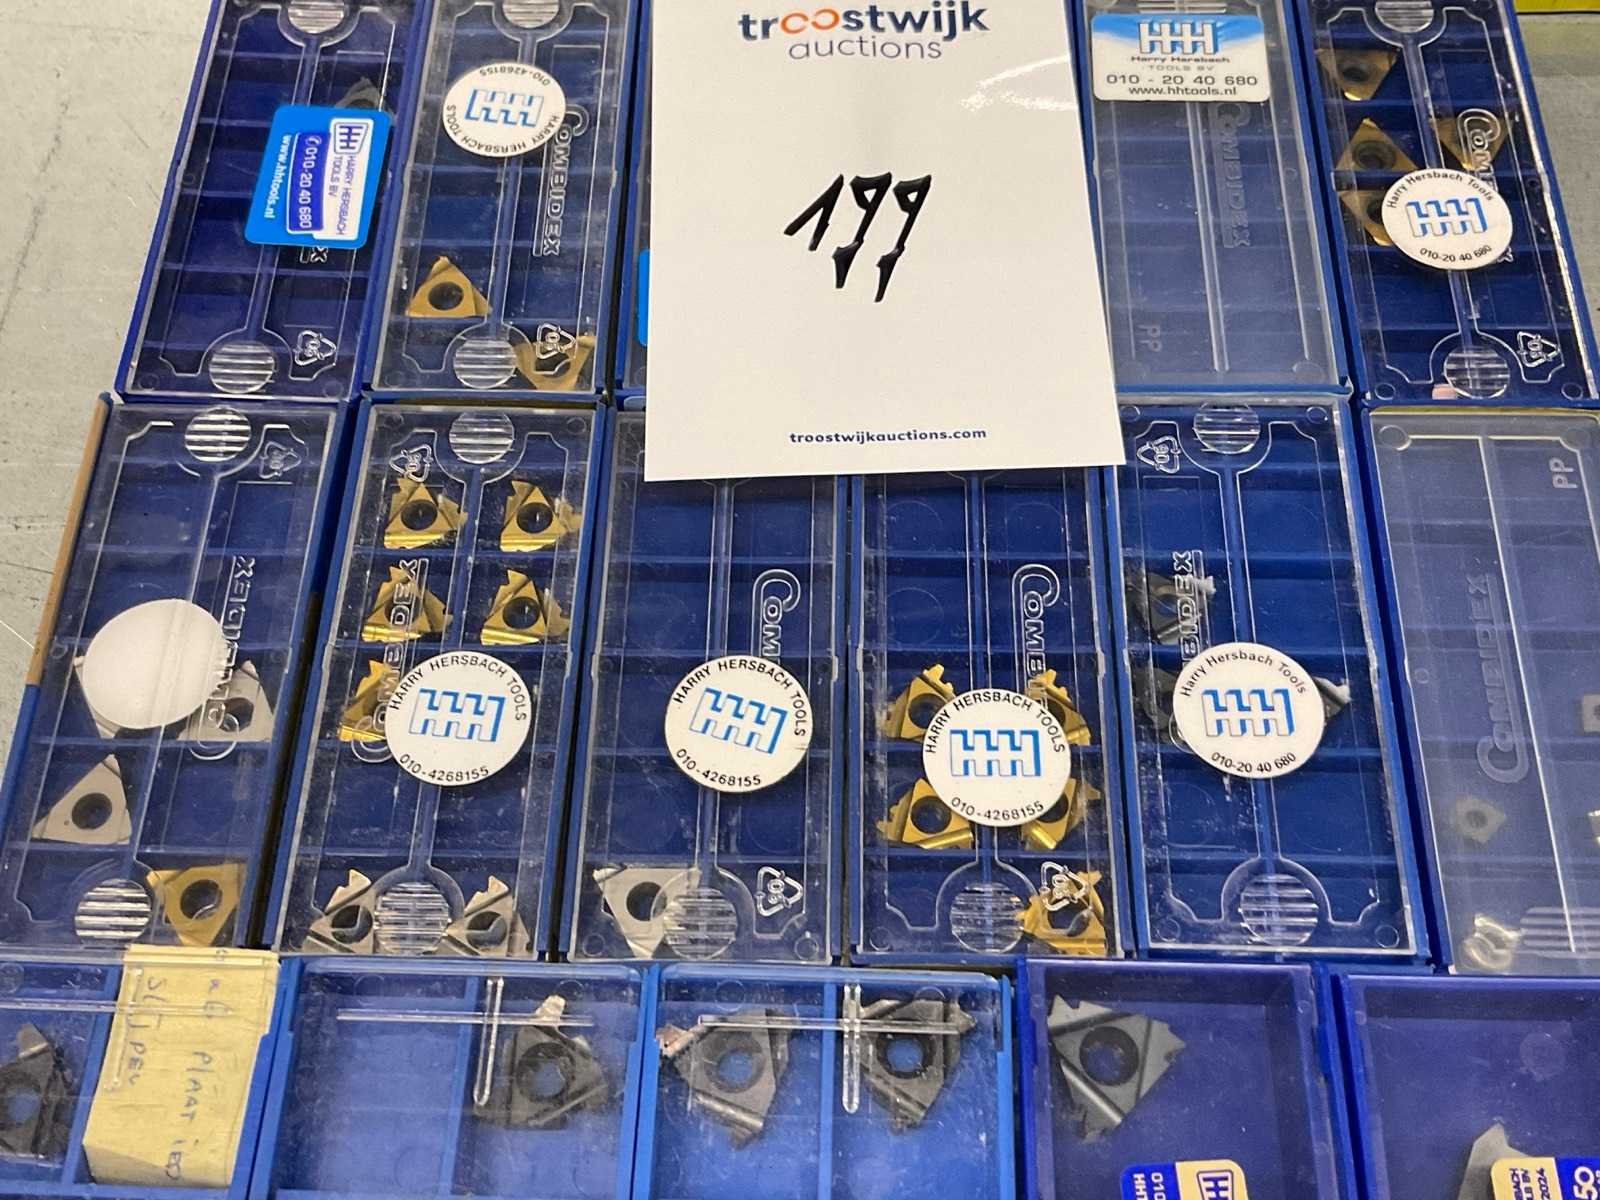 troostwijk
auctions
199
troostwijkauctions.com
HARRY HERSBACH
TOOLS BV
010-20 40 680
www.hhtools.nl
HARRY HERSBACH TOOLS
010-4268155
COMBIDEX
Harry Hersbach
TOOLS BV
010 - 20 40 680
www.hhtools.nl
COMBIDEX
PP
Harry Hersbach Tools
010-20 40 680
COMBIDEX
HARRY HERSBACH TOOLS
010-4268155
HARRY HERSBACH TOOLS
010-4268155
HARRY HERSBACH TOOLS
010-4268155
Harry Hersbach Tools
010-20 40 680
PP
COMBIDEX
PLAAT